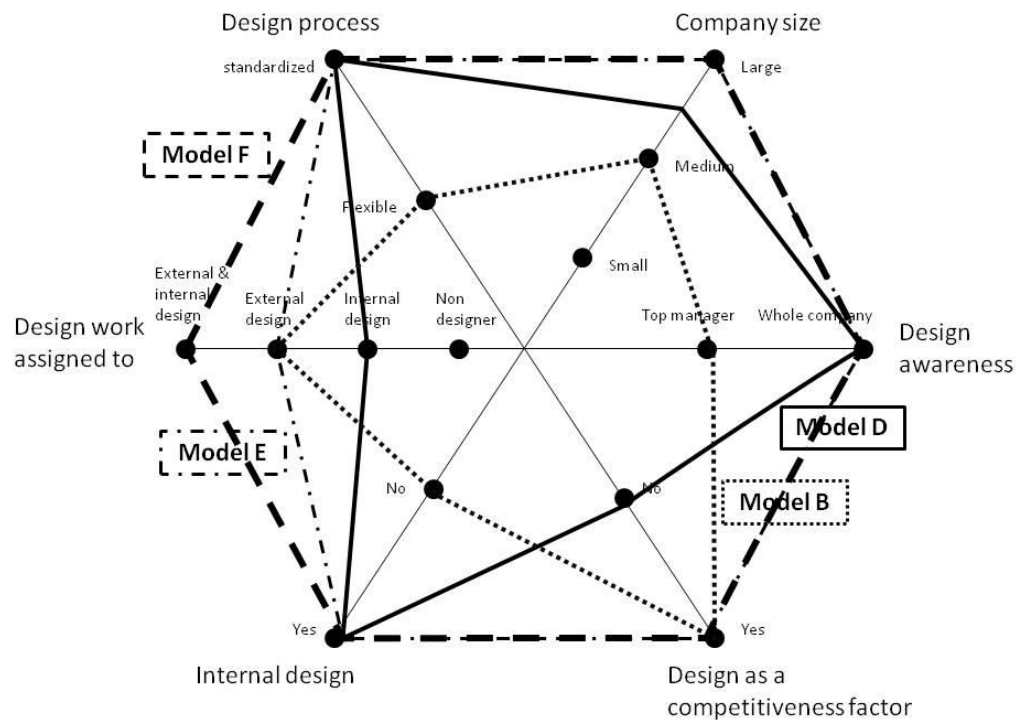 Design process
Company size
standardized
Large
Model F
Medium
Flexible
Small
External &
internal
design
External
design
Internal
design
Non
designer
Top manager
Whole company
Design work
assigned to
Design
awareness
Model D
Model E
No
No
Model B
Yes
Yes
Internal design
Design as a
competitiveness factor